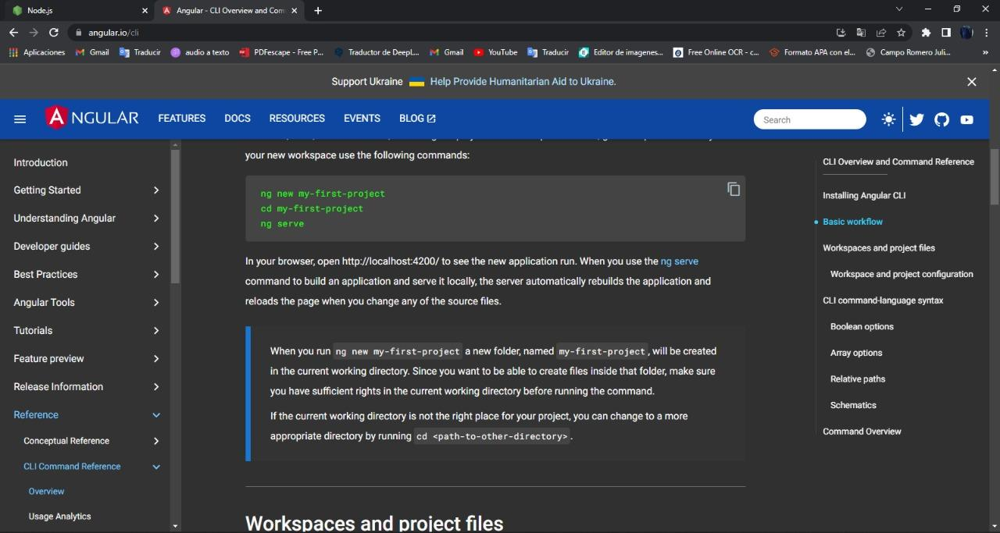 Node.js
Angular - CLI Overview and Com
angular.io/cli
Aplicaciones
Gmail
Traducir
audio a texto
PDFescape - Free P...
Traductor de DeepL...
Gmail
YouTube
Traducir
Editor de imagenes...
Free Online OCR - c...
Formato APA con el...
Campo Romero Juli...
»
Support Ukraine Help Provide Humanitarian Aid to Ukraine.
ANGULAR
FEATURES
DOCS
RESOURCES
EVENTS
BLOG
Search
Introduction
Getting Started
Understanding Angular
Developer guides
Best Practices
Angular Tools
Tutorials
Feature preview
Release Information
Reference
Conceptual Reference
CLI Command Reference
Overview
Usage Analytics
your new workspace use the following commands:
ng new my-first-project
cd my-first-project
ng serve
In your browser, open http://localhost:4200/ to see the new application run. When you use the ng serve
command to build an application and serve it locally, the server automatically rebuilds the application and
reloads the page when you change any of the source files.
When you run ng new my-first-project a new folder, named my-first-project, will be created
in the current working directory. Since you want to be able to create files inside that folder, make sure
you have sufficient rights in the current working directory before running the command.
If the current working directory is not the right place for your project, you can change to a more
appropriate directory by running cd <path-to-other-directory>.
Workspaces and project files
CLI Overview and Command Reference
Installing Angular CLI
Basic workflow
Workspaces and project files
Workspace and project configuration
CLI command-language syntax
Boolean options
Array options
Relative paths
Schematics
Command Overview